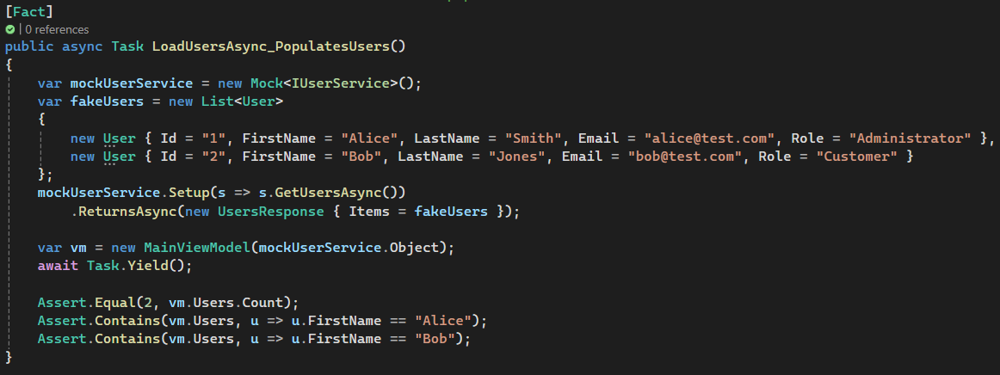 [Fact]
| 0 references
public async Task LoadUsersAsync_PopulatesUsers()
{
    var mockUserService = new Mock<IUserService>();
    var fakeUsers = new List<User>
    {
        new User { Id = "1", FirstName = "Alice", LastName = "Smith", Email = "alice@test.com", Role = "Administrator" },
        new User { Id = "2", FirstName = "Bob", LastName = "Jones", Email = "bob@test.com", Role = "Customer" }
    };
    mockUserService.Setup(s => s.GetUsersAsync())
        .ReturnsAsync(new UsersResponse { Items = fakeUsers });

    var vm = new MainViewModel(mockUserService.Object);
    await Task.Yield();

    Assert.Equal(2, vm.Users.Count);
    Assert.Contains(vm.Users, u => u.FirstName == "Alice");
    Assert.Contains(vm.Users, u => u.FirstName == "Bob");
}